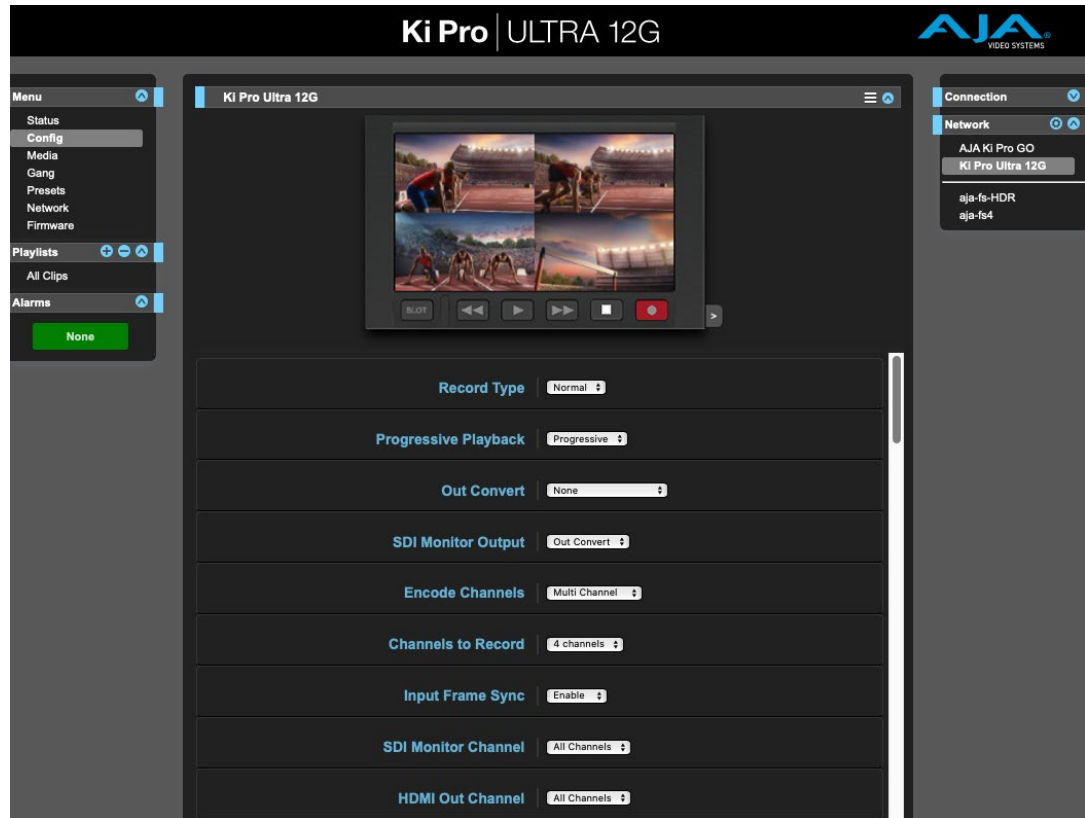 Ki Pro ULTRA 12G
AJA®
VIDEO SYSTEMS
Menu
Status
Config
Media
Gang
Presets
Network
Firmware
Playlists
All Clips
Alarms
None
Ki Pro Ultra 12G
SLOT
>
Record Type Normal
Progressive Playback Progressive
Out Convert None
SDI Monitor Output Out Convert
Encode Channels Multi Channel
Channels to Record 4 channels
Input Frame Sync Enable
SDI Monitor Channel All Channels
HDMI Out Channel All Channels
Connection
Network
AJA Ki Pro GO
Ki Pro Ultra 12G
aja-fs-HDR
aja-fs4